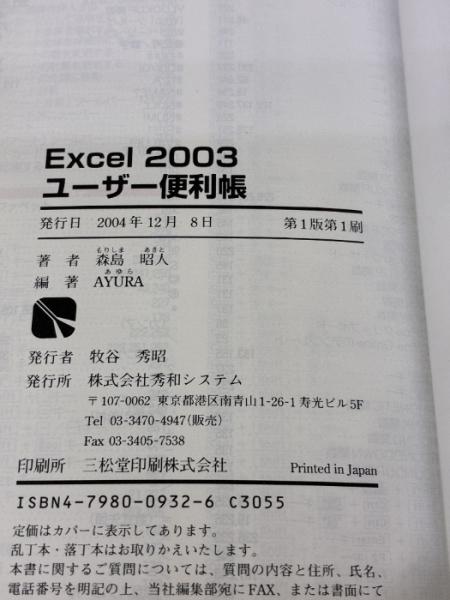 Excel 2003
ユーザー便利帳
発行日 2004年12月 8日 第1版第1刷
もりしま あきと
著 者 森島 昭人
あゆら
編 著 AYURA
発行者 牧谷 秀昭
発行所 株式会社秀和システム
〒107-0062 東京都港区南青山1-26-1 寿光ビル5F
Tel 03-3470-4947(販売)
Fax 03-3405-7538
印刷所 三松堂印刷株式会社 Printed in Japan
ISBN4-7980-0932-6 C3055
定価はカバーに表示してあります。
乱丁本・落丁本はお取りかえいたします。
本書に関するご質問については、質問の内容と住所、氏名、
電話番号を明記の上、当社編集部宛にFAX、または書面にて